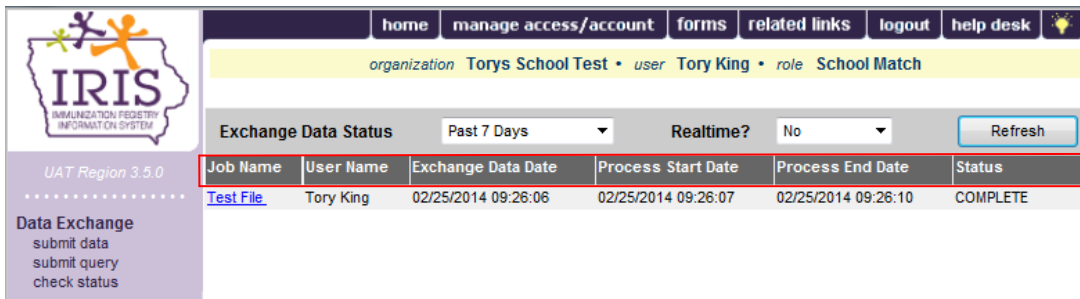 home manage access/account forms related links logout help desk
organization Torys School Test • user Tory King • role School Match
IRIS
IMMUNIZATION REGISTRY
INFORMATION SYSTEM
UAT Region 3.5.0
Data Exchange
submit data
submit query
check status
Exchange Data Status Past 7 Days Realtime? No Refresh
Job Name User Name Exchange Data Date Process Start Date Process End Date Status
Test File Tory King 02/25/2014 09:26:06 02/25/2014 09:26:07 02/25/2014 09:26:10 COMPLETE